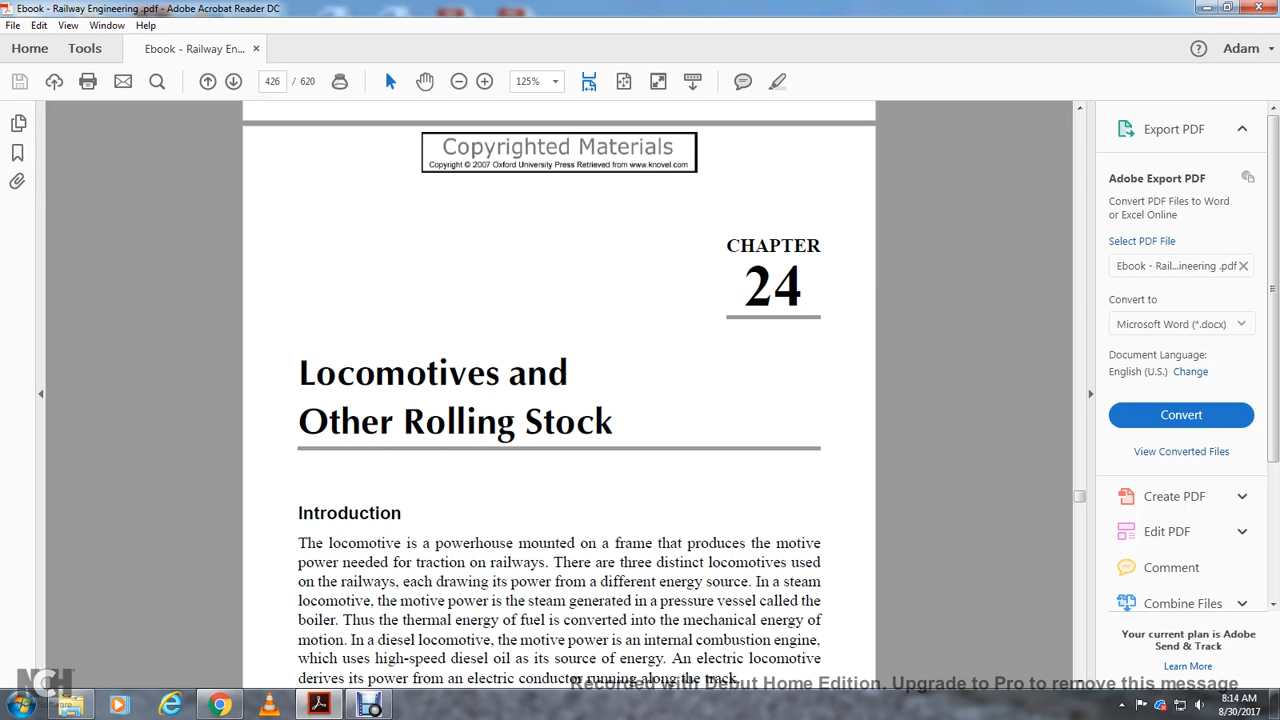 Ebook - Railway Engineering .pdf - Adobe Acrobat Reader DC
File Edit View Window Help
Home Tools Ebook - Railway En... × Adam
426 / 620 125%
Copyrighted Materials
Copyright © 2007 Oxford University Press Retrieved from www.knovel.com
CHAPTER
24
Locomotives and
Other Rolling Stock
Introduction
The locomotive is a powerhouse mounted on a frame that produces the motive
power needed for traction on railways. There are three distinct locomotives used
on the railways, each drawing its power from a different energy source. In a steam
locomotive, the motive power is the steam generated in a pressure vessel called the
boiler. Thus the thermal energy of fuel is converted into the mechanical energy of
motion. In a diesel locomotive, the motive power is an internal combustion engine,
which uses high-speed diesel oil as its source of energy. An electric locomotive
derives its power from an electric conductor running along the track.
Export PDF
Adobe Export PDF
Convert PDF Files to Word
or Excel Online
Select PDF File
Ebook - Rail...ineering .pdf ×
Convert to
Microsoft Word (*.docx)
Document Language:
English (U.S.) Change
Convert
View Converted Files
Create PDF
Edit PDF
Comment
Combine Files
Your current plan is Adobe
Send & Track
Learn More
Recorded with Debut Home Edition. Upgrade to Pro to remove this message
NCH
Software
8:14 AM
8/30/2017